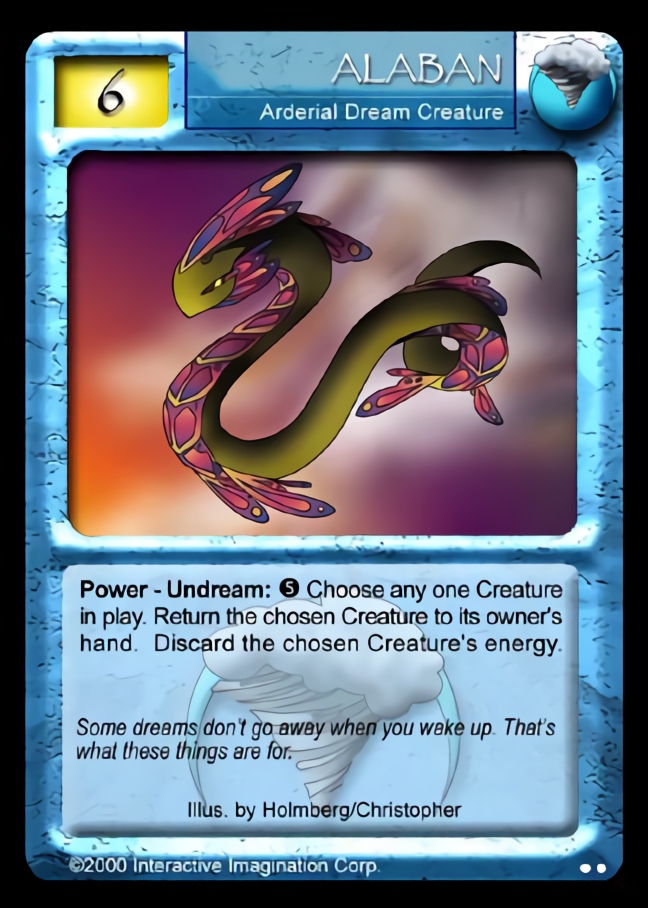 6
ALABAN
Arderial Dream Creature
Power - Undream: ❺ Choose any one Creature
in play. Return the chosen Creature to its owner's
hand. Discard the chosen Creature's energy.
Some dreams don't go away when you wake up. That's
what these things are for.
Illus. by Holmberg/Christopher
©2000 Interactive Imagination Corp.